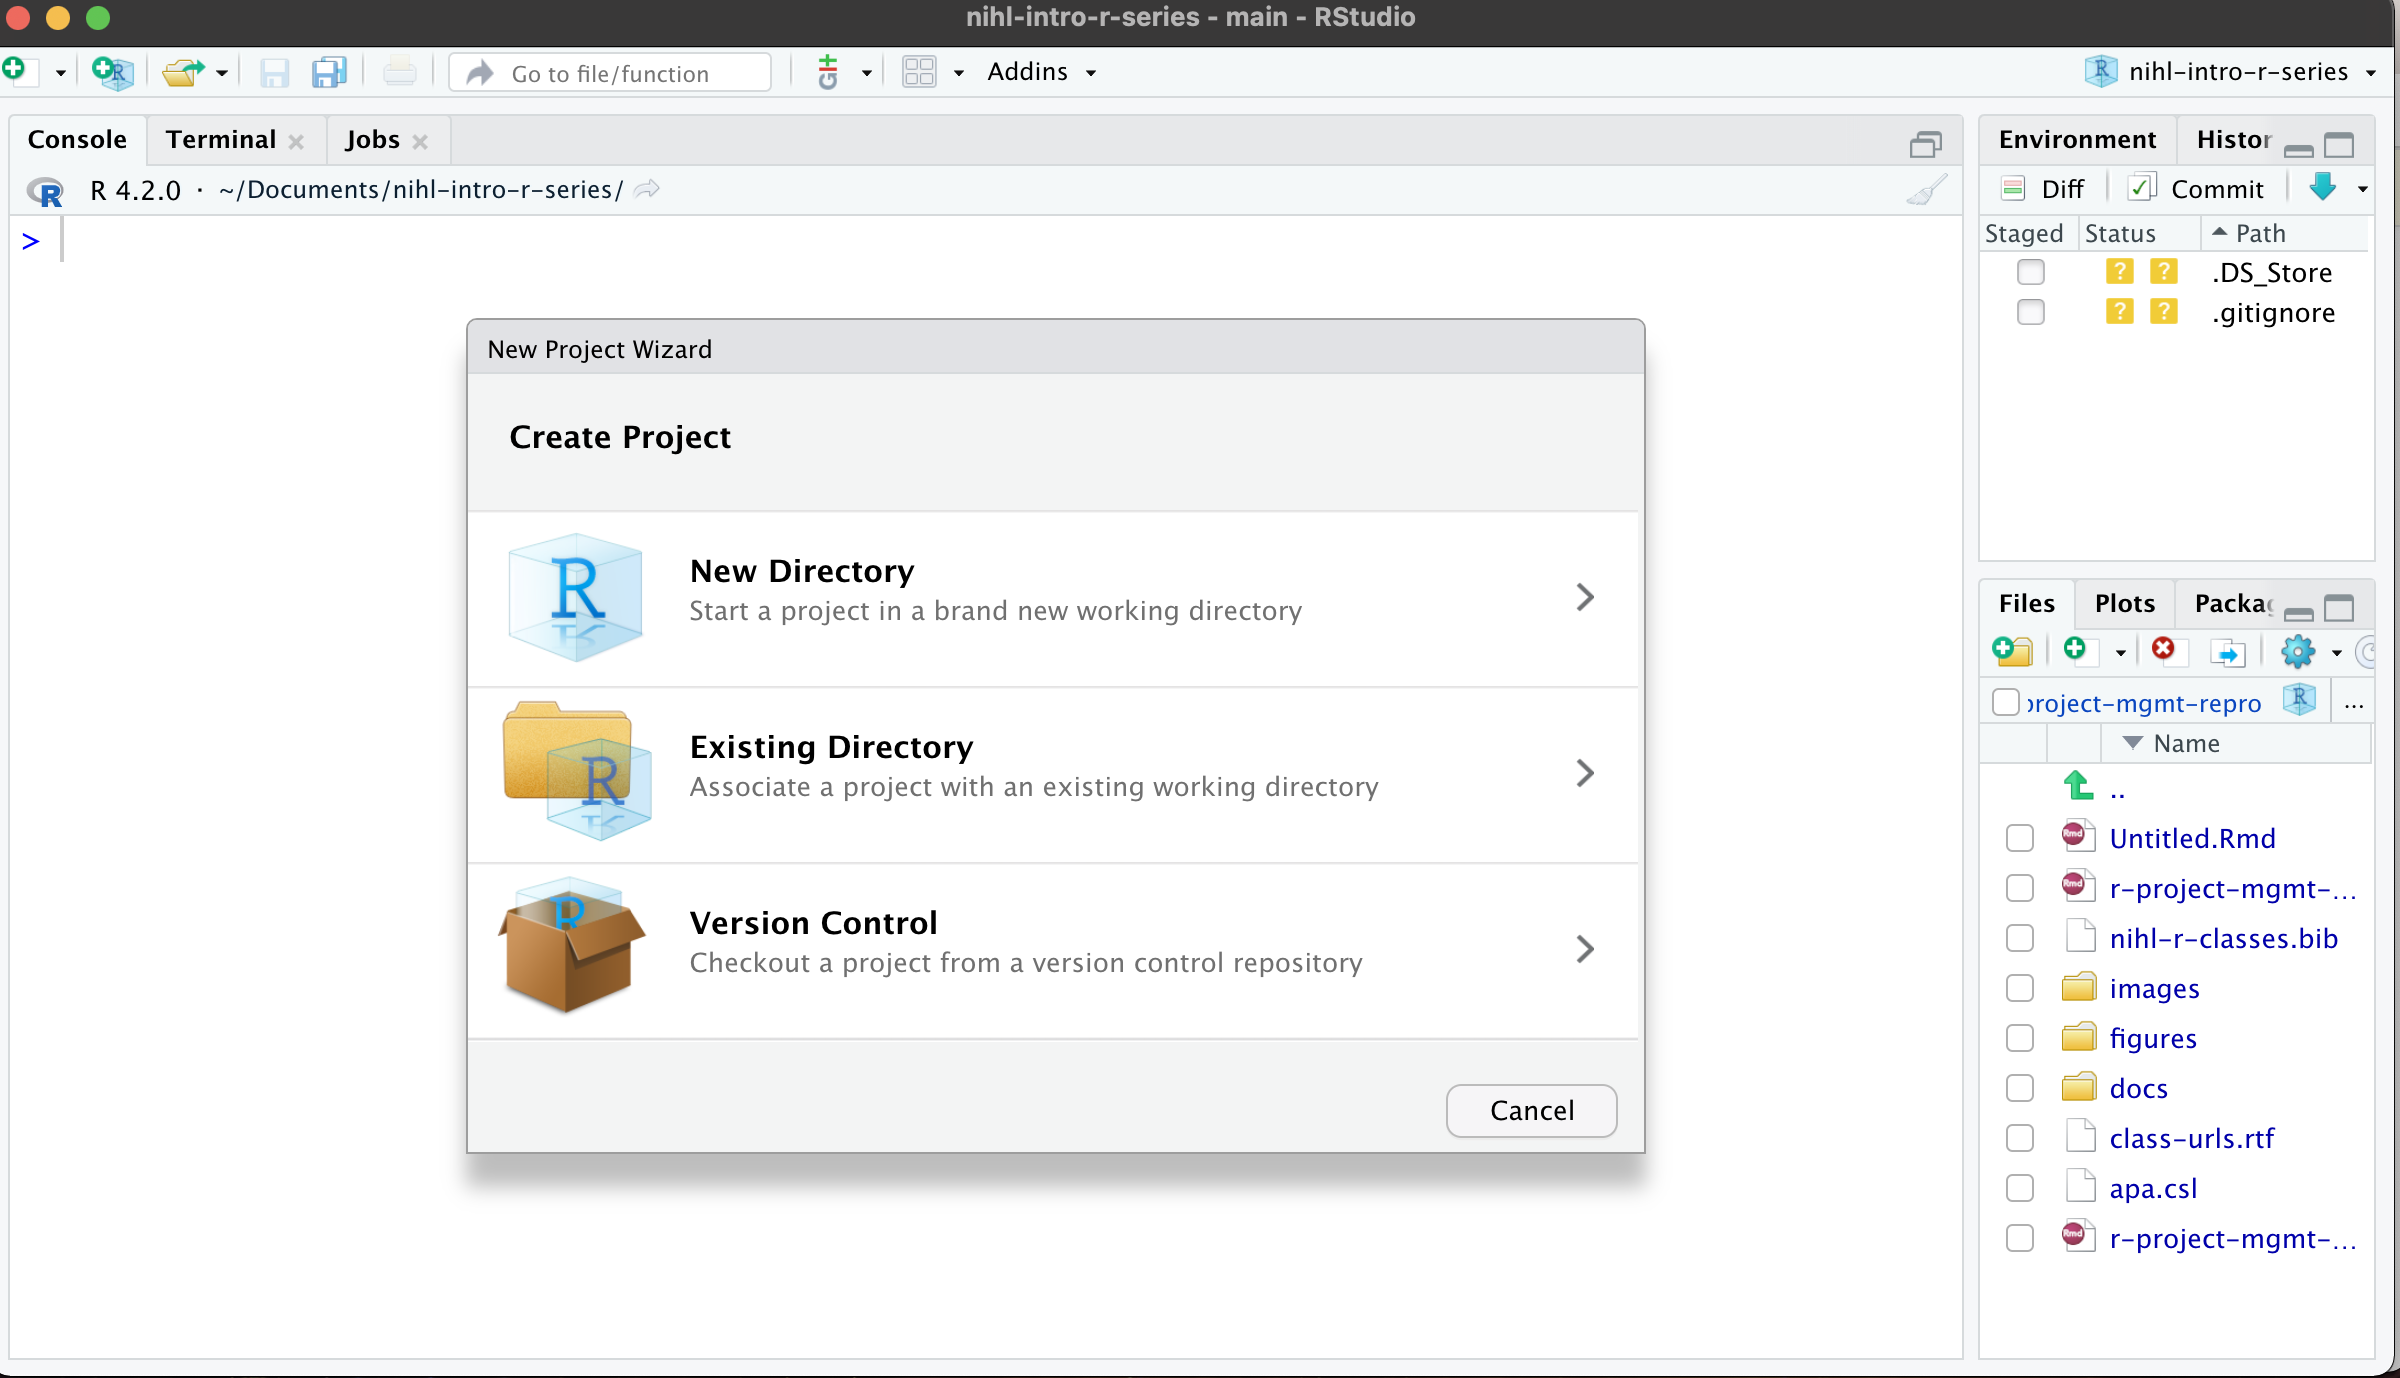 nihl-intro-r-series - main - RStudio
Go to file/function
Addins
nihl-intro-r-series
Console
Terminal
Jobs
R 4.2.0 · ~/Documents/nihl-intro-r-series/
>
New Project Wizard
Create Project
New Directory
Start a project in a brand new working directory
Existing Directory
Associate a project with an existing working directory
Version Control
Checkout a project from a version control repository
Cancel
Environment
Histor
Diff
Commit
Staged
Status
Path
? ? .DS_Store
? ? .gitignore
Files
Plots
Packag
project-mgmt-repro
...
Name
..
Untitled.Rmd
r-project-mgmt-...
nihl-r-classes.bib
images
figures
docs
class-urls.rtf
apa.csl
r-project-mgmt-...